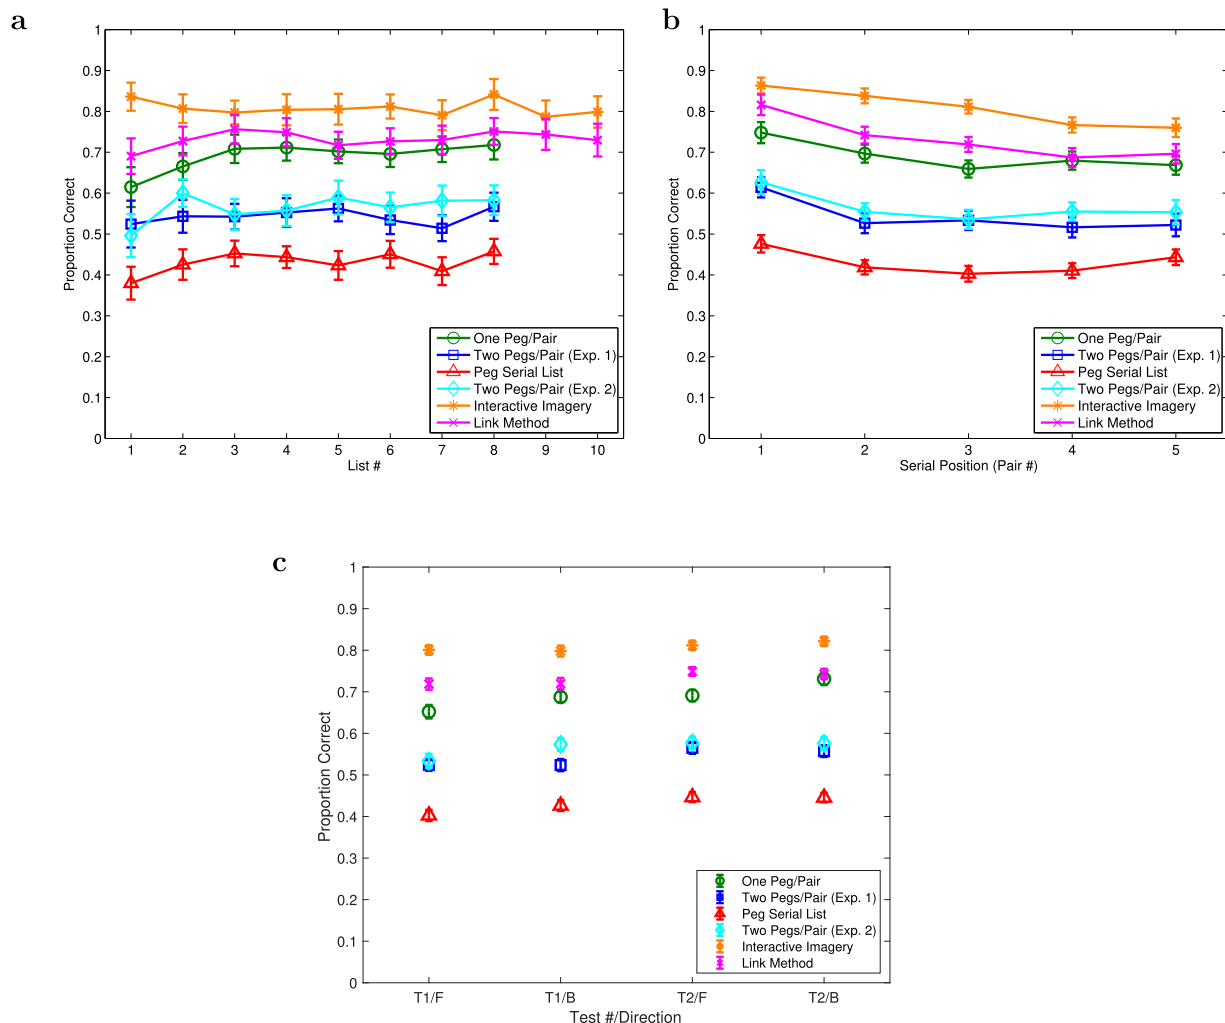 a
1
0.9
0.8
0.7
0.6
0.5
0.4
0.3
0.2
0.1
0
Proportion Correct
1 2 3 4 5 6 7 8 9 10
List #
One Peg/Pair
Two Pegs/Pair (Exp. 1)
Peg Serial List
Two Pegs/Pair (Exp. 2)
Interactive Imagery
Link Method
b
1
0.9
0.8
0.7
0.6
0.5
0.4
0.3
0.2
0.1
0
Proportion Correct
1 2 3 4 5
Serial Position (Pair #)
One Peg/Pair
Two Pegs/Pair (Exp. 1)
Peg Serial List
Two Pegs/Pair (Exp. 2)
Interactive Imagery
Link Method
c
1
0.9
0.8
0.7
0.6
0.5
0.4
0.3
0.2
0.1
0
Proportion Correct
T1/F T1/B T2/F T2/B
Test #/Direction
One Peg/Pair
Two Pegs/Pair (Exp. 1)
Peg Serial List
Two Pegs/Pair (Exp. 2)
Interactive Imagery
Link Method